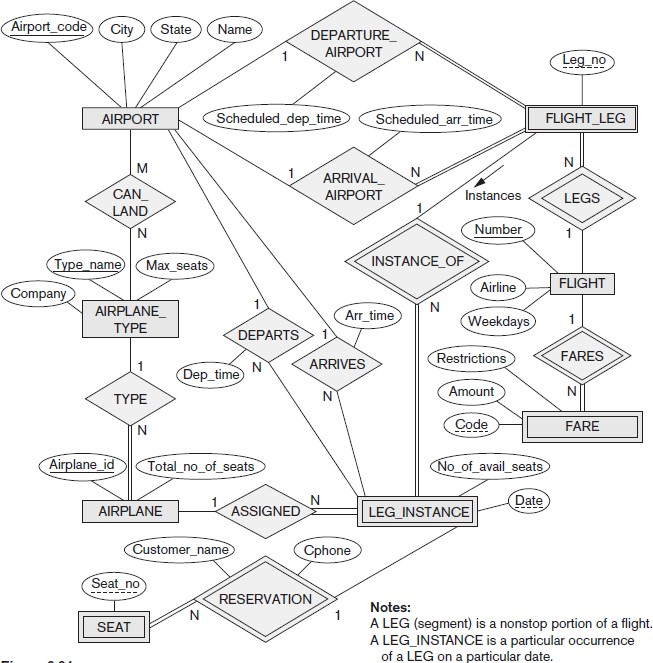 Airport_code
City
State
Name
DEPARTURE_
AIRPORT
1
N
Leg_no
AIRPORT
Scheduled_dep_time
Scheduled_arr_time
FLIGHT_LEG
M
1
ARRIVAL_
AIRPORT
N
N
CAN_
LAND
Instances
LEGS
1
N
Number
1
INSTANCE_OF
Type_name
Max_seats
Company
Airline
FLIGHT
AIRPLANE_
TYPE
1
N
Arr_time
Weekdays
1
DEPARTS
1
Restrictions
FARES
1
Dep_time
N
ARRIVES
TYPE
N
Amount
N
Code
FARE
N
Airplane_id
Total_no_of_seats
No_of_avail_seats
AIRPLANE
1
ASSIGNED
N
LEG_INSTANCE
Date
Customer_name
Cphone
Seat_no
RESERVATION
SEAT
N
1
Notes:
A LEG (segment) is a nonstop portion of a flight.
A LEG_INSTANCE is a particular occurrence
of a LEG on a particular date.